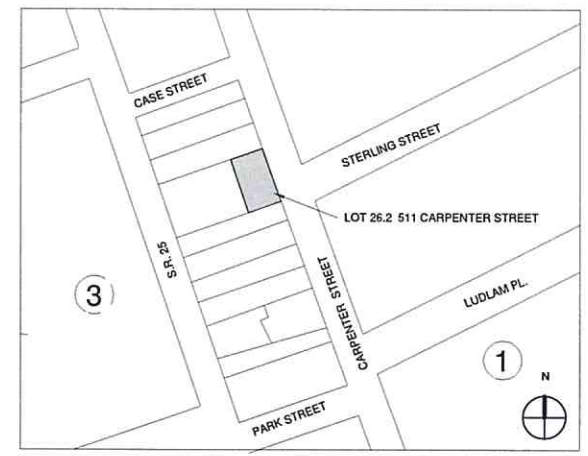 CASE STREET
STERLING STREET
LOT 26.2 511 CARPENTER STREET
S.R. 25
CARPENTER STREET
3
LUDLAM PL.
1
N
PARK STREET